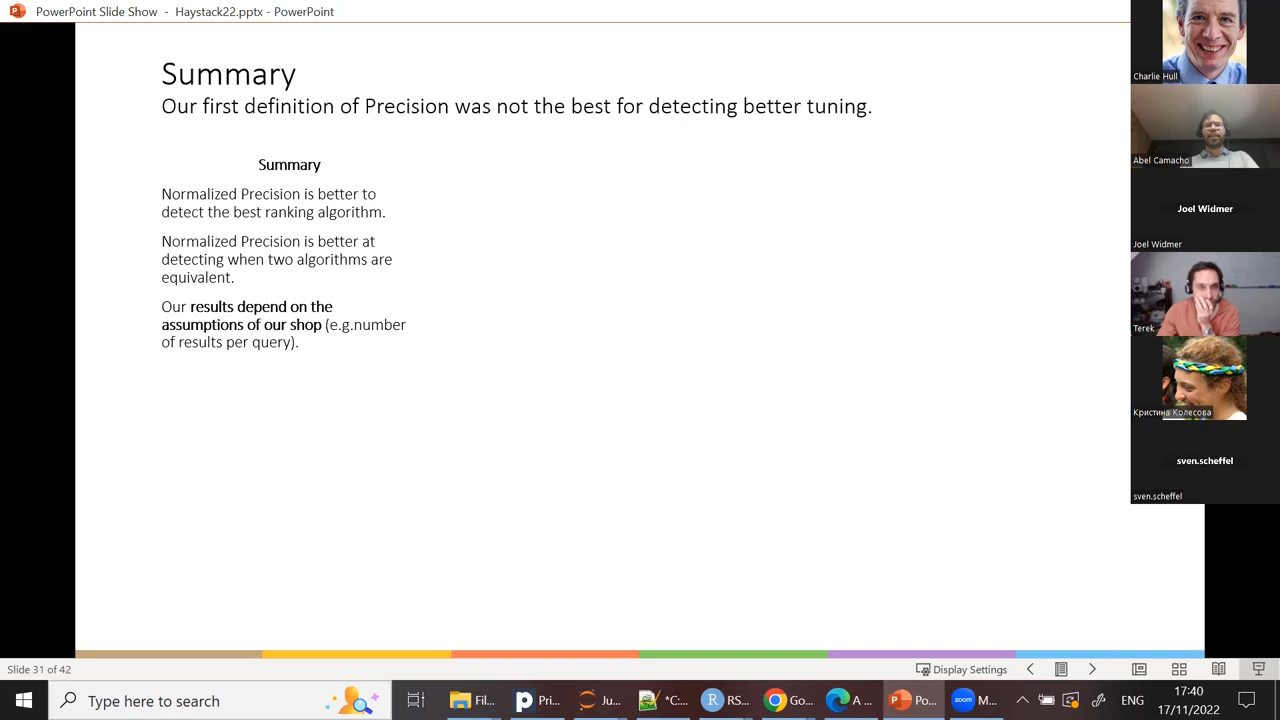 PowerPoint Slide Show - Haystack22.pptx - PowerPoint
Summary
Our first definition of Precision was not the best for detecting better tuning.
Summary
Normalized Precision is better to
detect the best ranking algorithm.
Normalized Precision is better at
detecting when two algorithms are
equivalent.
Our results depend on the
assumptions of our shop (e.g.number
of results per query).
Charlie Hull
Abel Camacho
Joel Widmer
Joel Widmer
Terek
Кристина Колесова
sven.scheffel
sven.scheffel
Slide 31 of 42
Display Settings
Type here to search
Fil...
Pri...
Ju...
*C:...
RS...
Go...
A ...
Po...
zoom
M...
ENG
17:40
17/11/2022